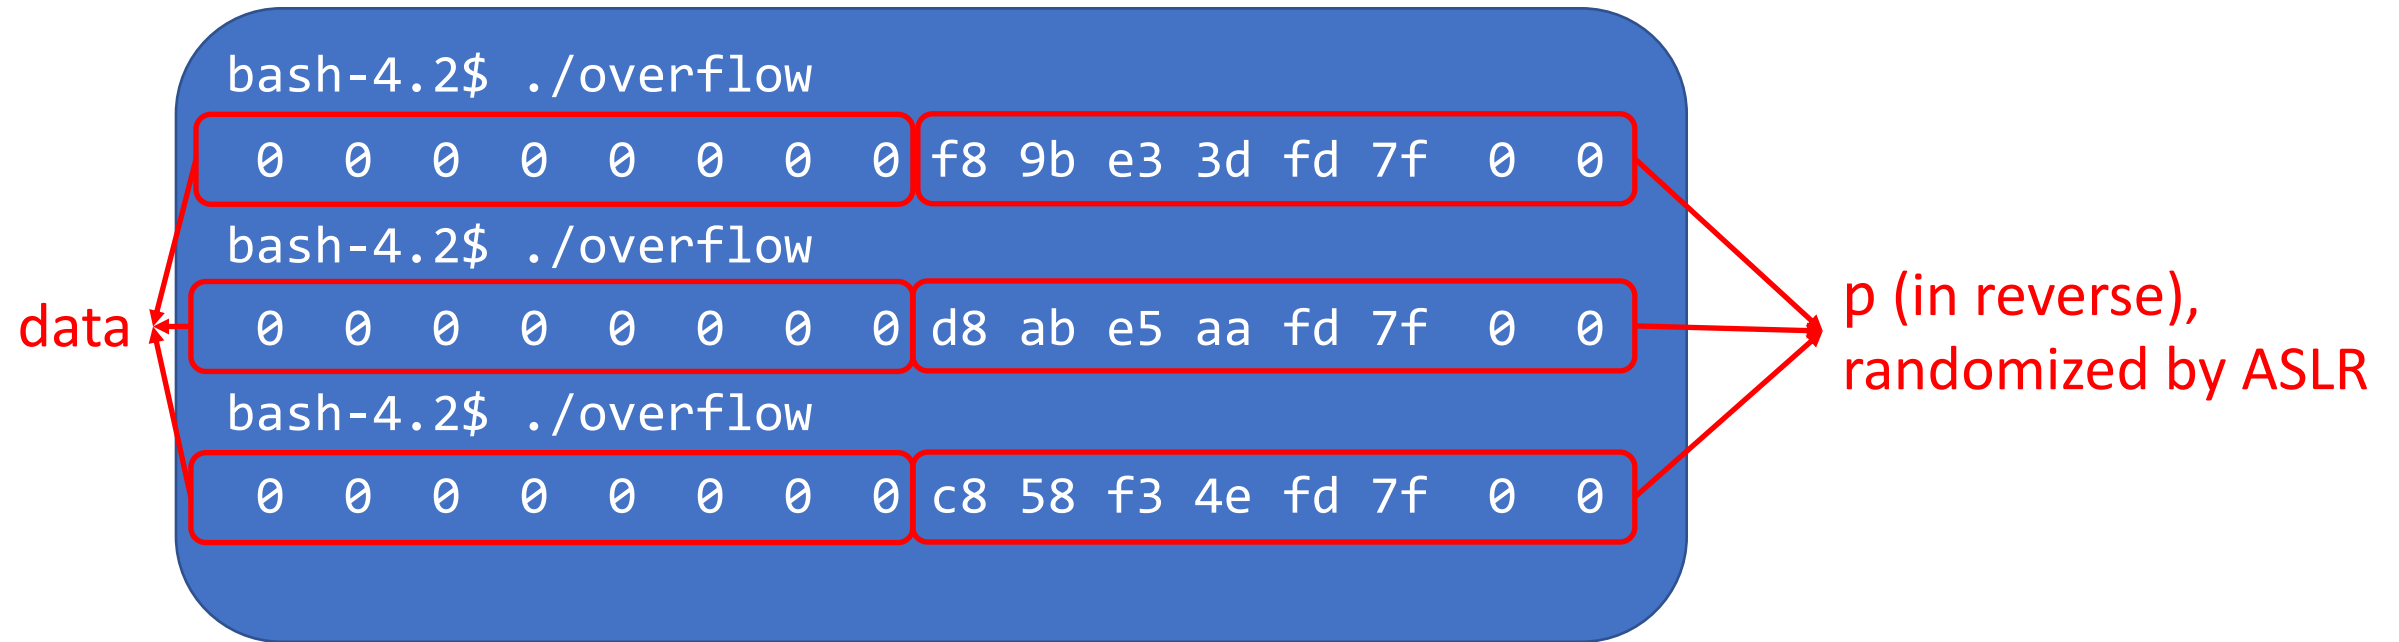 bash-4.2$ ./overflow
0 0 0 0 0 0 0 0 f8 9b e3 3d fd 7f 0 0
bash-4.2$ ./overflow
0 0 0 0 0 0 0 0 d8 ab e5 aa fd 7f 0 0
bash-4.2$ ./overflow
0 0 0 0 0 0 0 0 c8 58 f3 4e fd 7f 0 0
data
p (in reverse),
randomized by ASLR